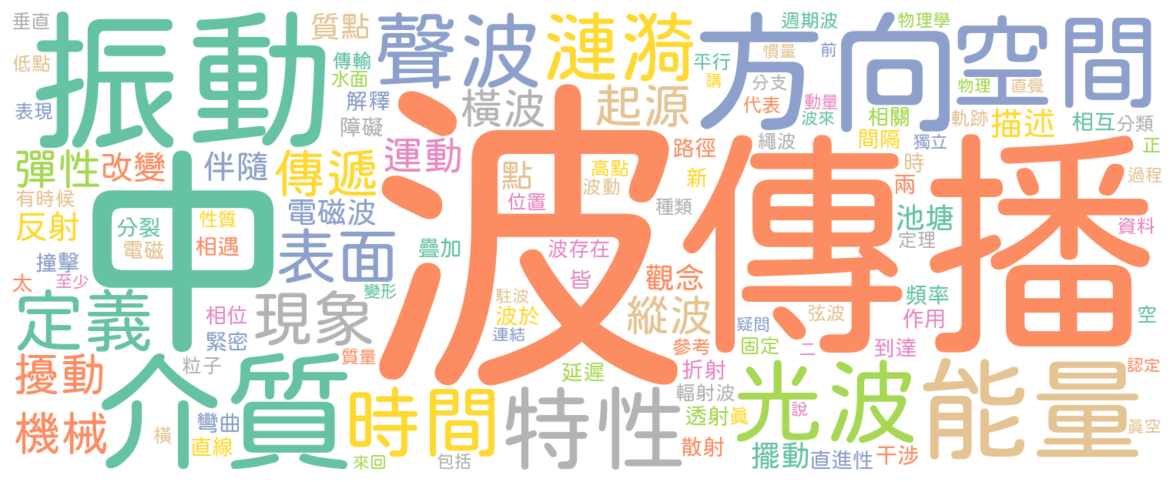 垂直
振動
質點
聲波
漣漪
方向
空間
週期波
物理學
慣量
前
低點
傳輸
水面
平行
講
分支
物理
直覺
表現
解釋
橫波
起源
代表
動量
波來
相關
軌跡
描述
相互
分類
障礙
波傳播
繩波
間隔
獨立
正
彈性
改變
伴隨
傳遞
運動
路徑
時
兩
過程
中
點
高點
波動
新
有時候
位置
種類
電磁波
性質
池塘
定理
資料
反射
分裂
電磁
相遇
表面
疊加
波存在
皆
觀念
撞擊
太
至少
變形
駐波
波於
連結
縱波
頻率
作用
空
定義
相位
緊密
現象
疑問
弦波
固定
二
到達
參考
粒子
質量
擾動
介質
時間
延遲
特性
折射
輻射波
透射
眞
光波
說
能量
認定
眞空
機械
橫
彎曲
直線
來回
包括
散射
擺動
直進性
干涉